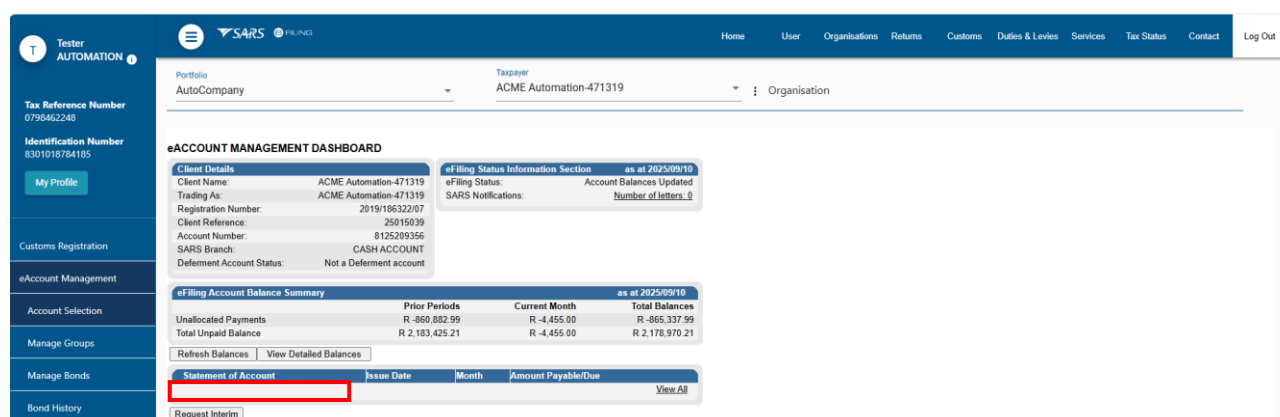 T
Tester
AUTOMATION i
Tax Reference Number
0798462248
Identification Number
8301018784185
My Profile
Customs Registration
eAccount Management
Account Selection
Manage Groups
Manage Bonds
Bond History
SARS eFILING
Home User Organisations Returns Customs Duties & Levies Services Tax Status Contact Log Out
Portfolio
AutoCompany
Taxpayer
ACME Automation-471319
Organisation
eACCOUNT MANAGEMENT DASHBOARD
Client Details
Client Name: ACME Automation-471319
Trading As: ACME Automation-471319
Registration Number: 2019/186322/07
Client Reference: 25015039
Account Number: 8125209356
SARS Branch: CASH ACCOUNT
Deferment Account Status: Not a Deferment account
eFiling Status Information Section as at 2025/09/10
eFiling Status: Account Balances Updated
SARS Notifications: Number of letters: 0
eFiling Account Balance Summary as at 2025/09/10
Prior Periods Current Month Total Balances
Unallocated Payments R -860,882.99 R -4,455.00 R -865,337.99
Total Unpaid Balance R 2,183,425.21 R -4,455.00 R 2,178,970.21
Refresh Balances View Detailed Balances
Statement of Account Issue Date Month Amount Payable/Due
View All
Request Interim